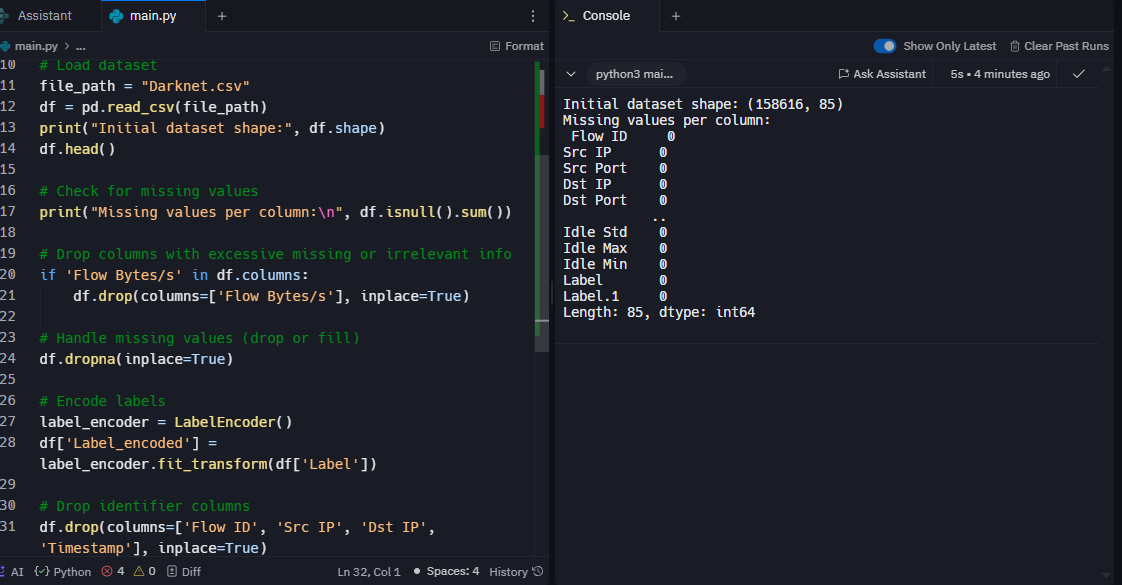 Assistant
main.py
main.py > ...
Format
10 # Load dataset
11 file_path = "Darknet.csv"
12 df = pd.read_csv(file_path)
13 print("Initial dataset shape:", df.shape)
14 df.head()
15
16 # Check for missing values
17 print("Missing values per column:\n", df.isnull().sum())
18
19 # Drop columns with excessive missing or irrelevant info
20 if 'Flow Bytes/s' in df.columns:
21     df.drop(columns=['Flow Bytes/s'], inplace=True)
22
23 # Handle missing values (drop or fill)
24 df.dropna(inplace=True)
25
26 # Encode labels
27 label_encoder = LabelEncoder()
28 df['Label_encoded'] =
label_encoder.fit_transform(df['Label'])
29
30 # Drop identifier columns
31 df.drop(columns=['Flow ID', 'Src IP', 'Dst IP',
'Timestamp'], inplace=True)
AI Python 4 0 Diff Ln 32, Col 1 Spaces: 4 History
Console
Show Only Latest Clear Past Runs
python3 mai... Ask Assistant 5s • 4 minutes ago
Initial dataset shape: (158616, 85)
Missing values per column:
 Flow ID     0
Src IP      0
Src Port    0
Dst IP      0
Dst Port    0
           ..
Idle Std    0
Idle Max    0
Idle Min    0
Label       0
Label.1     0
Length: 85, dtype: int64